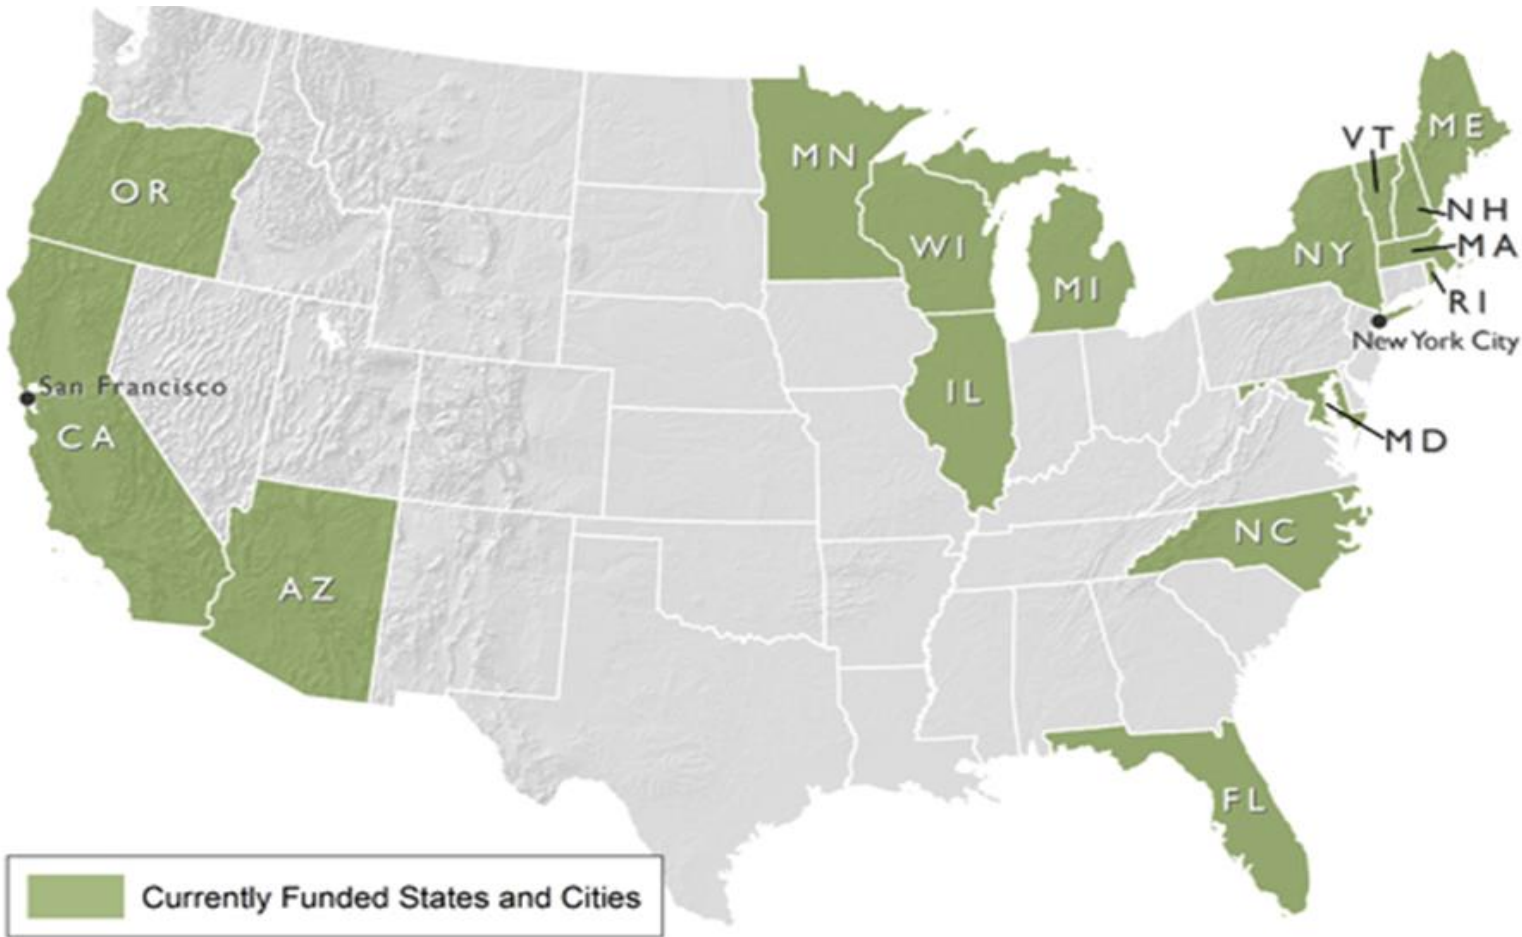 VT
ME
MN
OR
NH
WI
NY
MA
MI
RI
New York City
San Francisco
IL
CA
MD
NC
AZ
FL
Currently Funded States and Cities